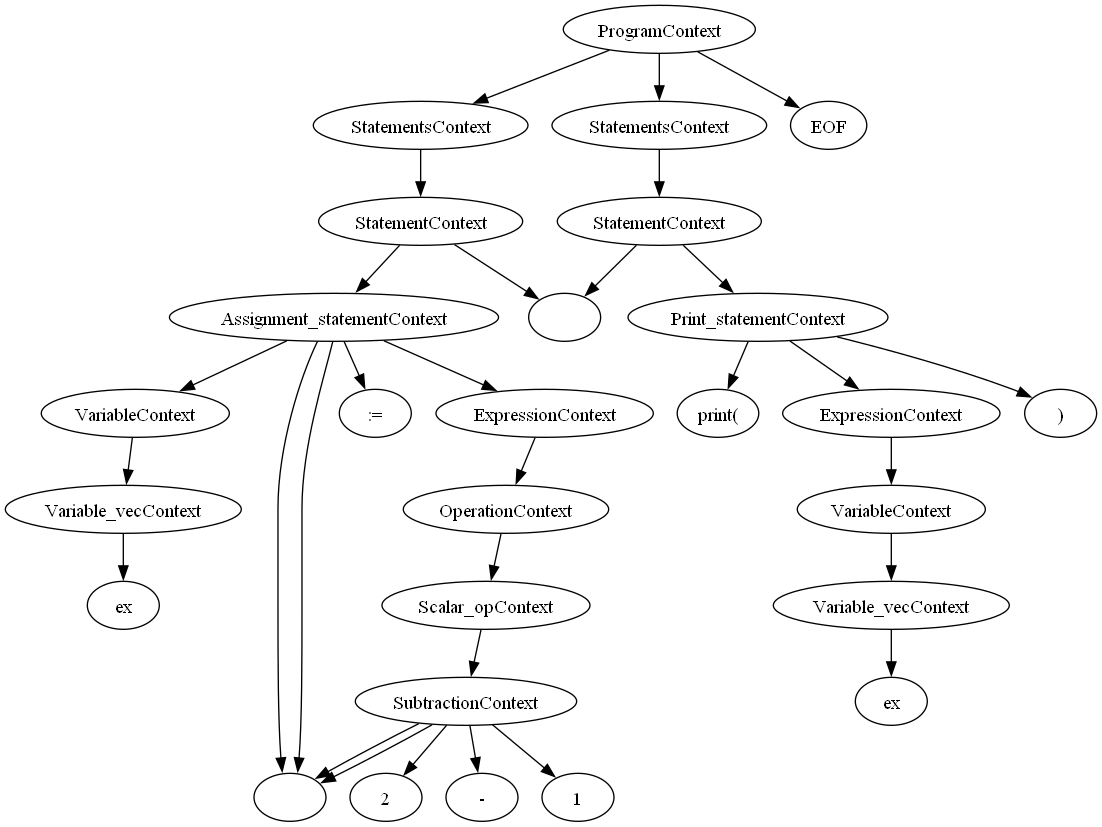 ProgramContext
StatementsContext
StatementsContext
EOF
StatementContext
StatementContext
Assignment_statementContext
Print_statementContext
VariableContext
:=
ExpressionContext
print(
ExpressionContext
)
Variable_vecContext
OperationContext
VariableContext
ex
Scalar_opContext
Variable_vecContext
SubtractionContext
ex
2
-
1